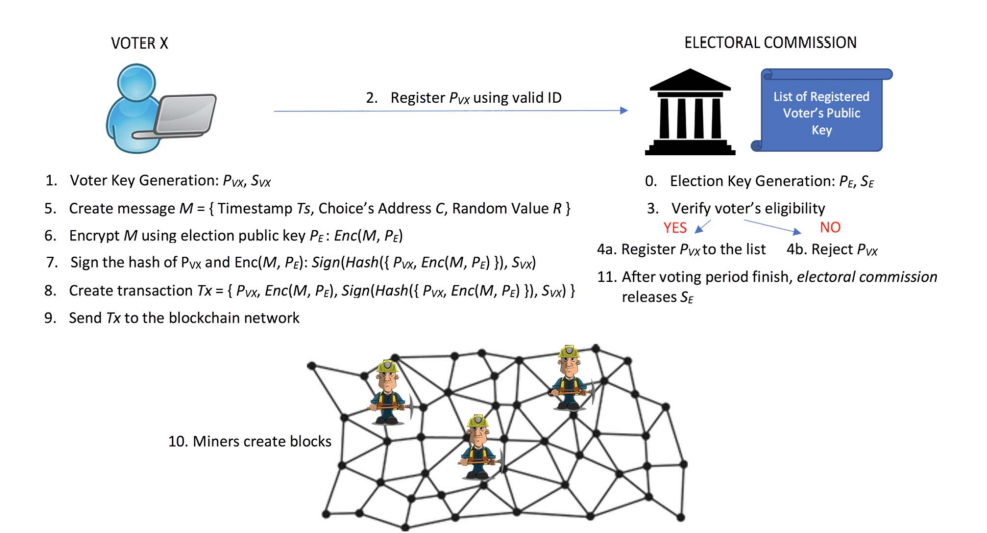 VOTER X
ELECTORAL COMMISSION
2. Register PVX using valid ID
List of Registered
Voter's Public
Key
1. Voter Key Generation: PVX, SVX
5. Create message M = { Timestamp Ts, Choice's Address C, Random Value R }
6. Encrypt M using election public key PE : Enc(M, PE)
7. Sign the hash of PVX and Enc(M, PE): Sign(Hash({ PVX, Enc(M, PE) }), SVX)
8. Create transaction Tx = { PVX, Enc(M, PE), Sign(Hash({ PVX, Enc(M, PE) }), SVX) }
9. Send Tx to the blockchain network
0. Election Key Generation: PE, SE
3. Verify voter's eligibility
YES NO
4a. Register PVX to the list 4b. Reject PVX
11. After voting period finish, electoral commission
releases SE
10. Miners create blocks